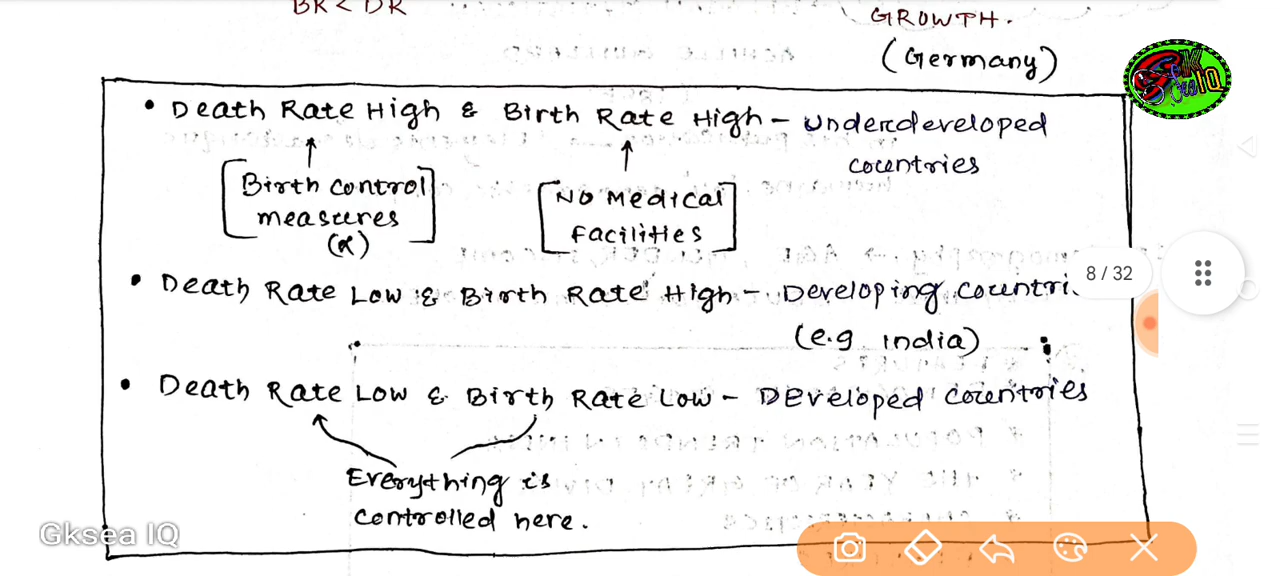 BR < DR
GROWTH.
(Germany)
• Death Rate High & Birth Rate High - underdeveloped
countries
[Birth control
measures
(x)]
[No Medical
facilities]
• Death Rate Low & Birth Rate High - Developing countri
(e.g. india)
• Death Rate Low & Birth Rate Low - Developed countries
Everything is
controlled here.
8 / 32
Gksea IQ